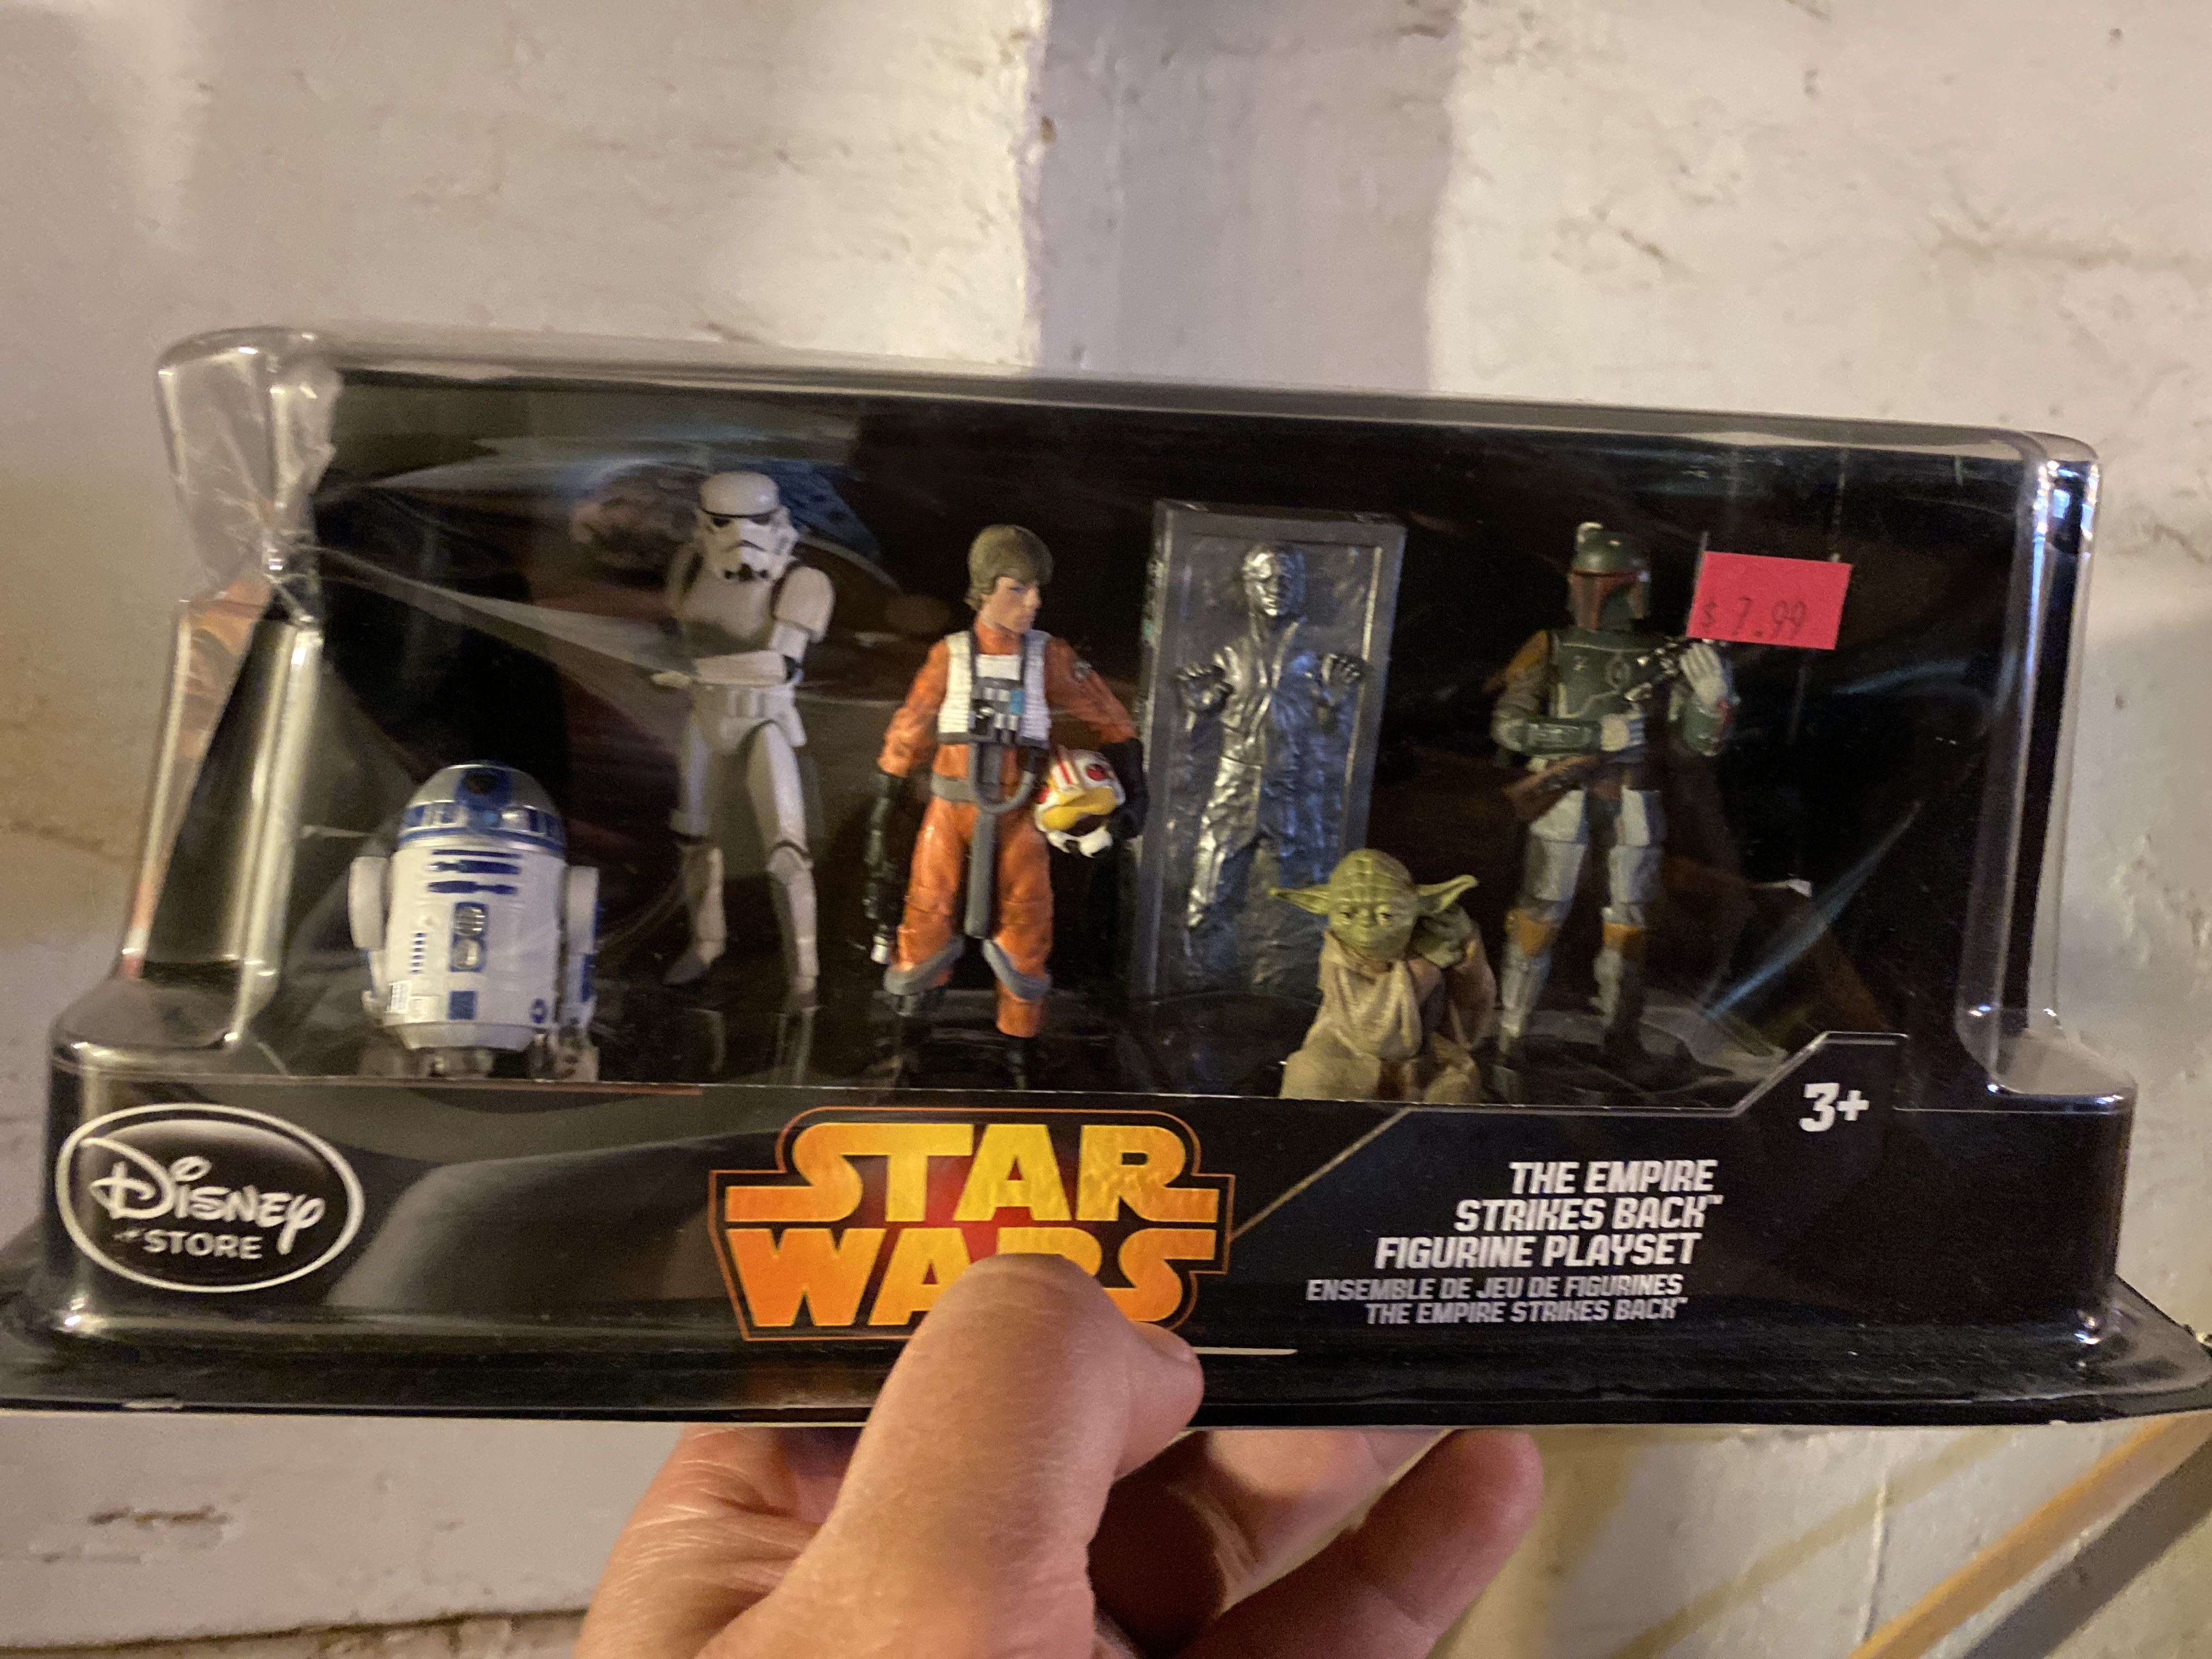 $ 7.99
3+
Disney
STORE
STAR
WARS
THE EMPIRE
STRIKES BACK™
FIGURINE PLAYSET
ENSEMBLE DE JEU DE FIGURINES
THE EMPIRE STRIKES BACK™